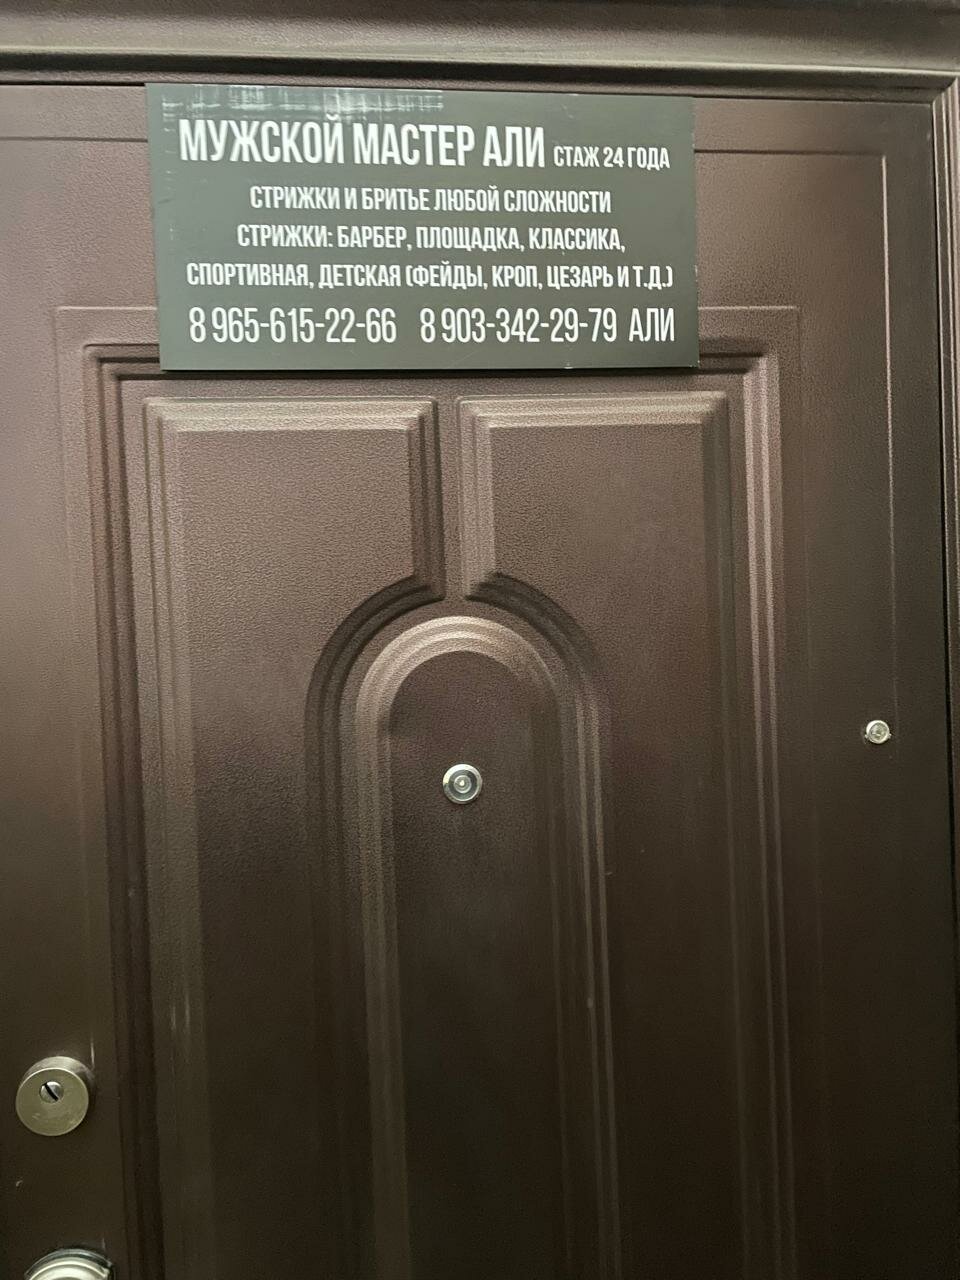 МУЖСКОЙ МАСТЕР АЛИ СТАЖ 24 ГОДА
СТРИЖКИ И БРИТЬЕ ЛЮБОЙ СЛОЖНОСТИ
СТРИЖКИ: БАРБЕР, ПЛОЩАДКА, КЛАССИКА,
СПОРТИВНАЯ, ДЕТСКАЯ (ФЕЙДЫ, КРОП, ЦЕЗАРЬ И Т.Д.)
8 965-615-22-66 8 903-342-29-79 АЛИ